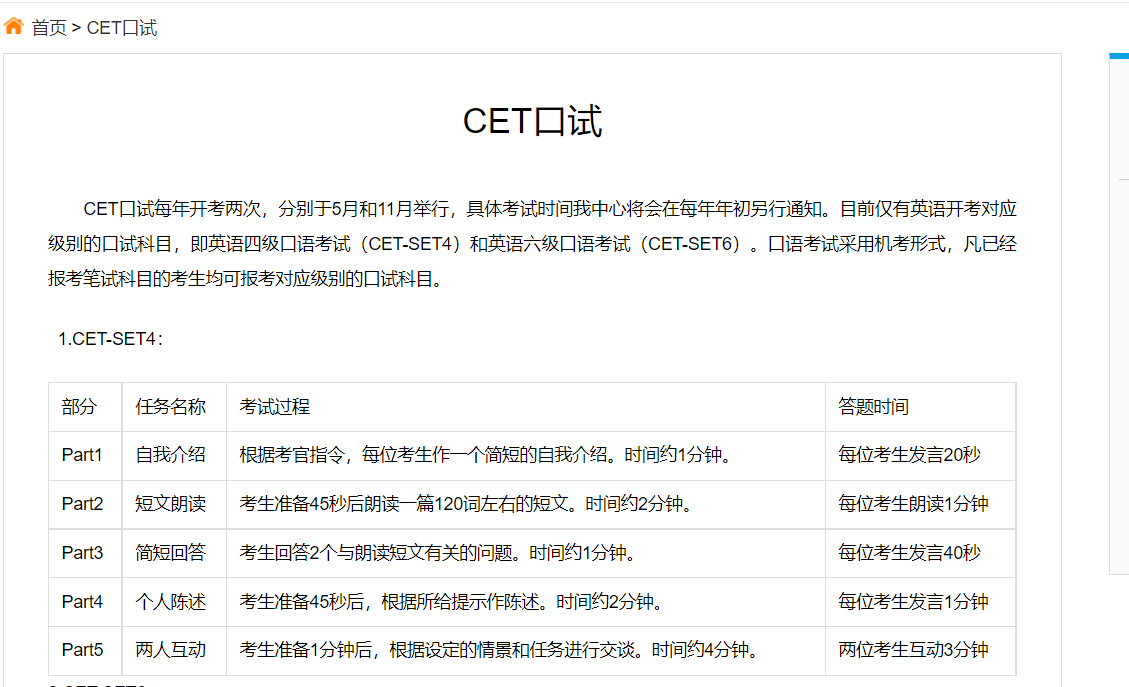 首页 > CET口试
CET口试
CET口试每年开考两次，分别于5月和11月举行，具体考试时间我中心将会在每年年初另行通知。目前仅有英语开考对应
级别的口试科目，即英语四级口语考试（CET-SET4）和英语六级口语考试（CET-SET6）。口语考试采用机考形式，凡已经
报考笔试科目的考生均可报考对应级别的口试科目。
1.CET-SET4：
部分 任务名称 考试过程 答题时间
Part1 自我介绍 根据考官指令，每位考生作一个简短的自我介绍。时间约1分钟。 每位考生发言20秒
Part2 短文朗读 考生准备45秒后朗读一篇120词左右的短文。时间约2分钟。 每位考生朗读1分钟
Part3 简短回答 考生回答2个与朗读短文有关的问题。时间约1分钟。 每位考生发言40秒
Part4 个人陈述 考生准备45秒后，根据所给提示作陈述。时间约2分钟。 每位考生发言1分钟
Part5 两人互动 考生准备1分钟后，根据设定的情景和任务进行交谈。时间约4分钟。 两位考生互动3分钟